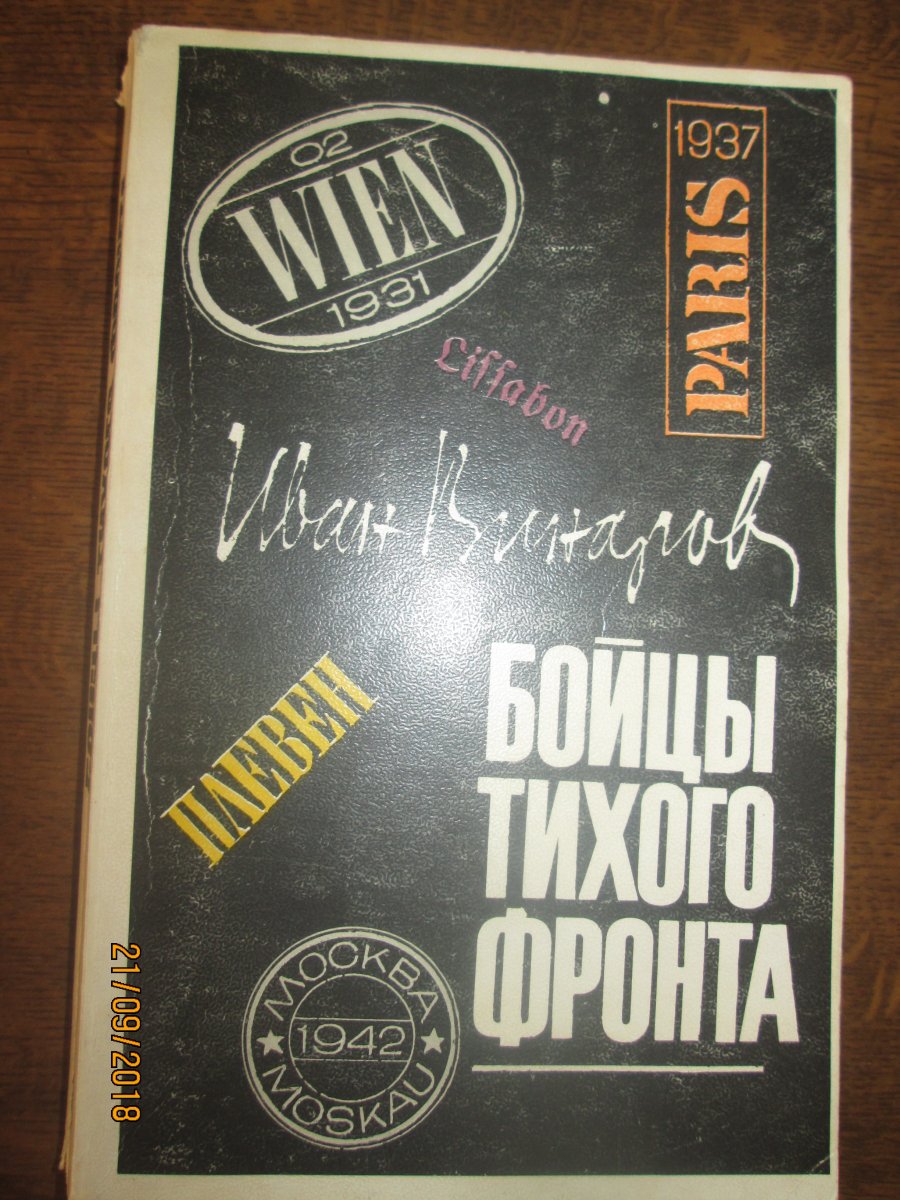 02
WIEN
1931
1937
PARIS
Lissabon
Иван Винаров
ПЛЕВЕН
БОЙЦЫ
ТИХОГО
ФРОНТА
МОСКВА
1942
MOSKAU
21/09/2018